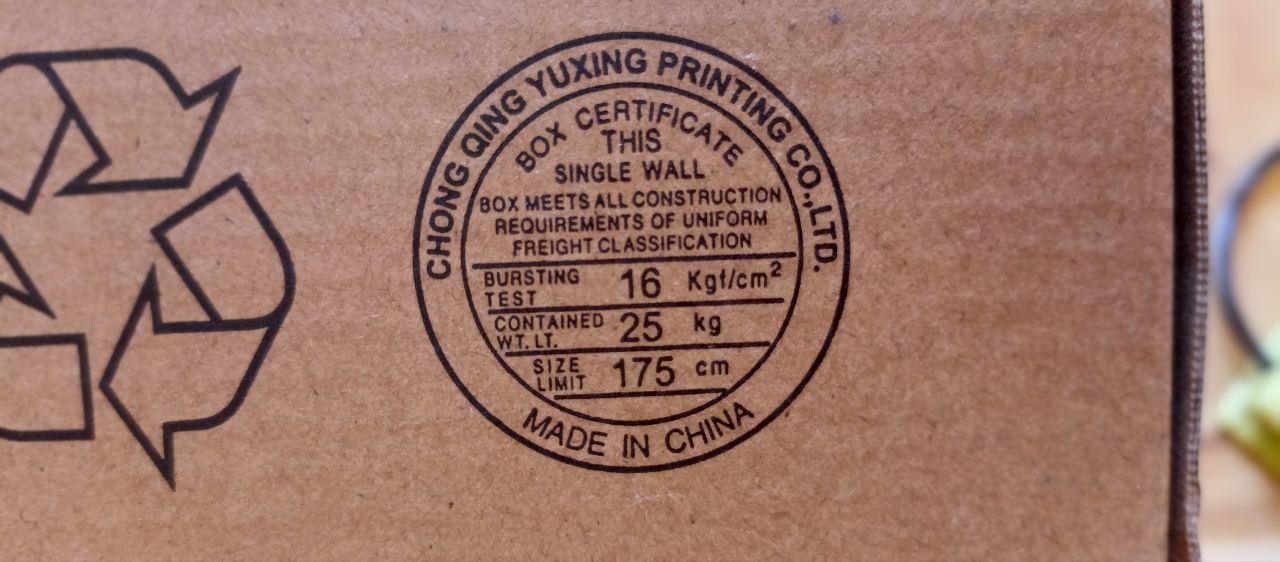 CHONG QING YUXING PRINTING CO.,LTD.
BOX CERTIFICATE
THIS
SINGLE WALL
BOX MEETS ALL CONSTRUCTION
REQUIREMENTS OF UNIFORM
FREIGHT CLASSIFICATION
BURSTING TEST 16 Kgf/cm²
CONTAINED WT. LT. 25 kg
SIZE LIMIT 175 cm
MADE IN CHINA